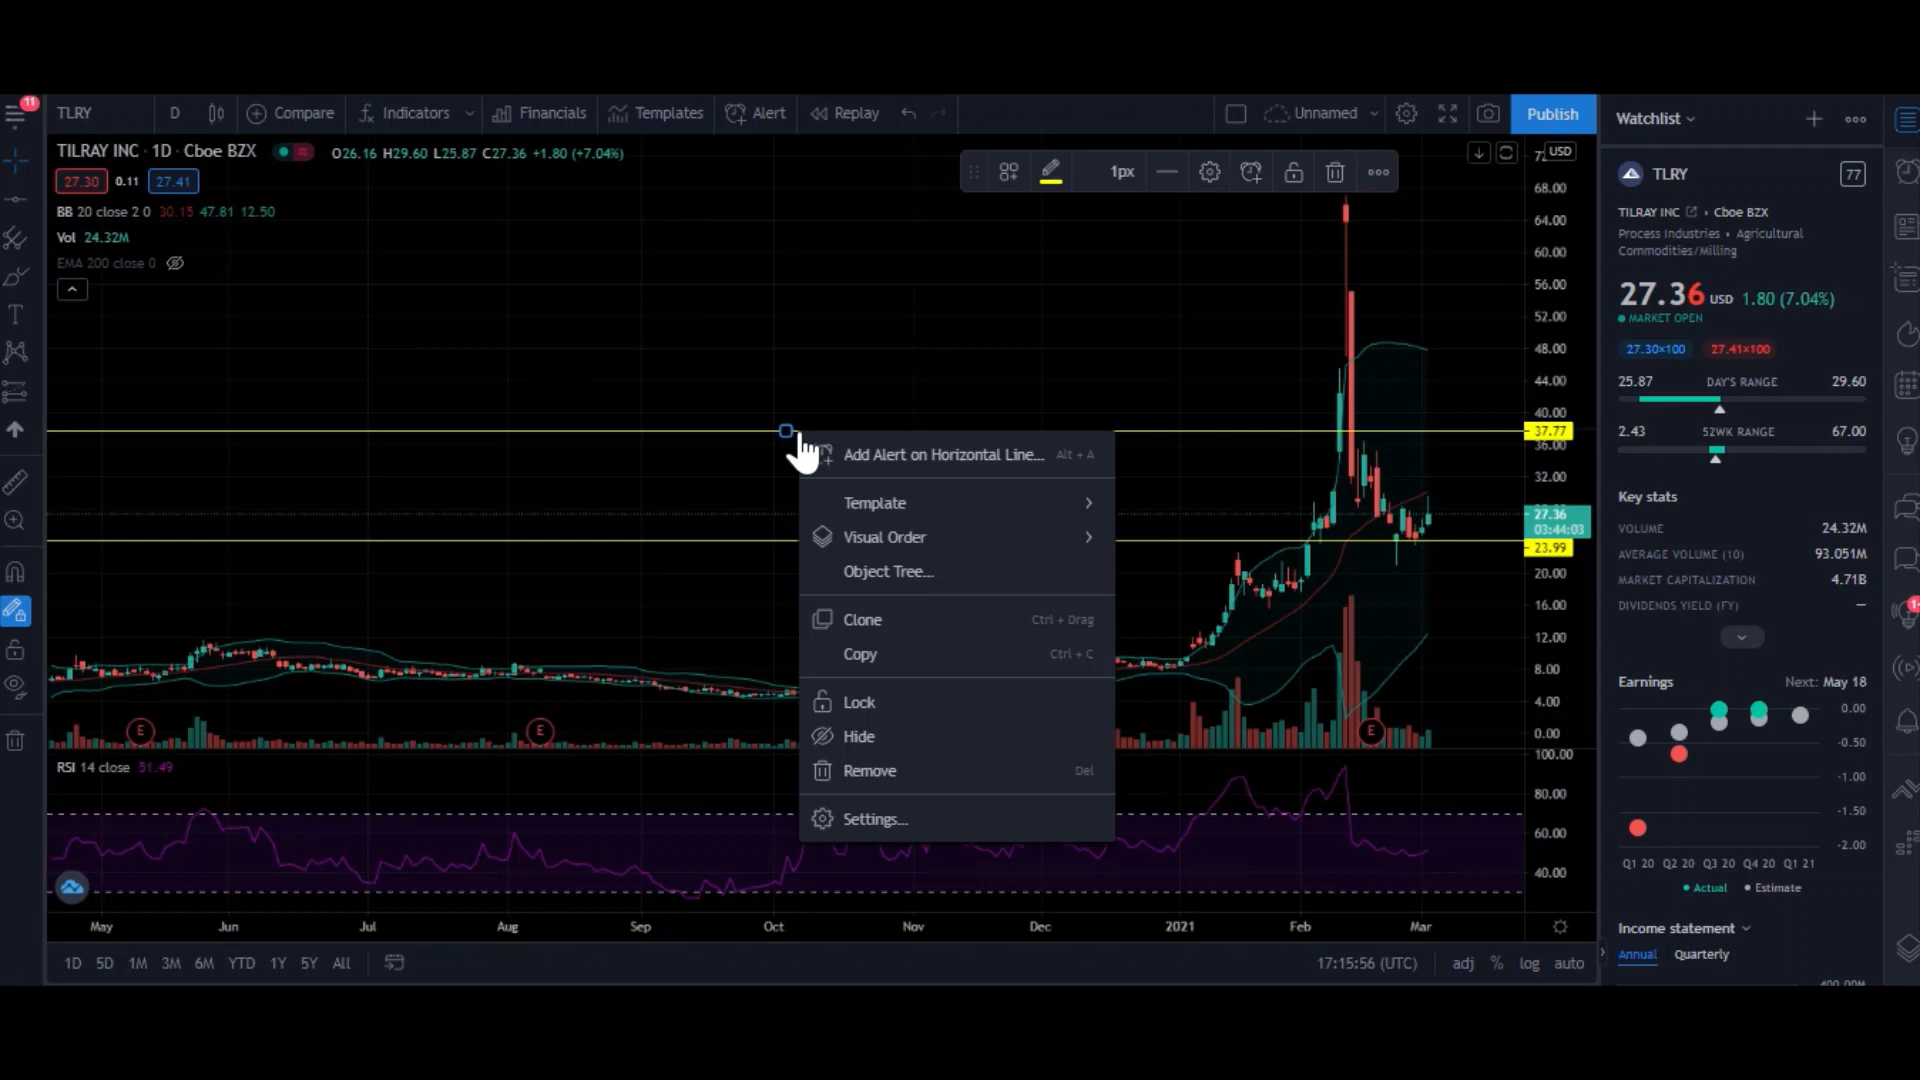 11
TLRY
D
Compare
Indicators
Financials
Templates
Alert
Replay
Unnamed
Publish
TILRAY INC · 1D · Cboe BZX
O26.16 H29.60 L25.87 C27.36 +1.80 (+7.04%)
27.30 0.11 27.41
BB 20 close 2 0 30.15 47.81 12.50
Vol 24.32M
EMA 200 close 0
1px
USD
68.00
64.00
60.00
56.00
52.00
48.00
44.00
40.00
37.77
36.00
32.00
27.36
03:44:03
23.99
20.00
16.00
12.00
8.00
4.00
0.00
Add Alert on Horizontal Line... Alt + A
Template
Visual Order
Object Tree...
Clone Ctrl + Drag
Copy Ctrl + C
Lock
Hide
Remove Del
Settings...
E
E
E
RSI 14 close 51.49
100.00
80.00
60.00
40.00
May Jun Jul Aug Sep Oct Nov Dec 2021 Feb Mar
1D 5D 1M 3M 6M YTD 1Y 5Y All
17:15:56 (UTC) adj % log auto
Watchlist
TLRY
77
TILRAY INC • Cboe BZX
Process Industries • Agricultural
Commodities/Milling
27.36 USD 1.80 (7.04%)
MARKET OPEN
27.30×100 27.41×100
25.87 DAY'S RANGE 29.60
2.43 52WK RANGE 67.00
Key stats
VOLUME 24.32M
AVERAGE VOLUME (10) 93.051M
MARKET CAPITALIZATION 4.71B
DIVIDENDS YIELD (FY) —
Earnings Next: May 18
0.00
-0.50
-1.00
-1.50
-2.00
Q1 20 Q2 20 Q3 20 Q4 20 Q1 21
• Actual • Estimate
Income statement
Annual Quarterly